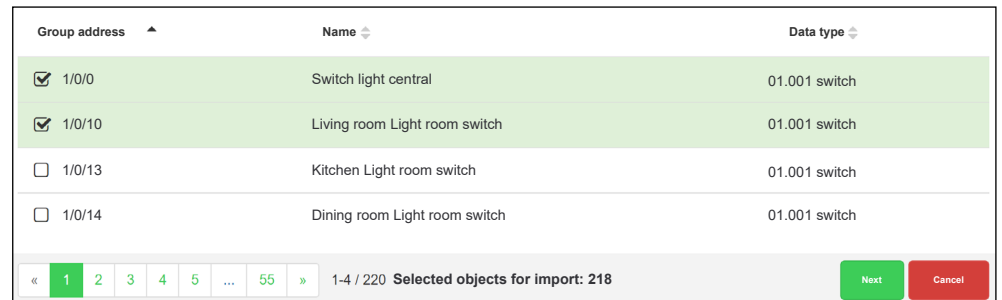 Group address Name Data type
1/0/0 Switch light central 01.001 switch
1/0/10 Living room Light room switch 01.001 switch
1/0/13 Kitchen Light room switch 01.001 switch
1/0/14 Dining room Light room switch 01.001 switch
« 1 2 3 4 5 ... 55 » 1-4 / 220 Selected objects for import: 218 Next Cancel